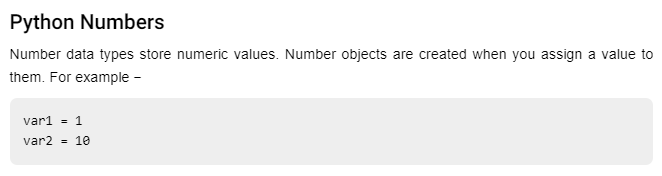 Python Numbers
Number data types store numeric values. Number objects are created when you assign a value to
them. For example −
var1 = 1
var2 = 10